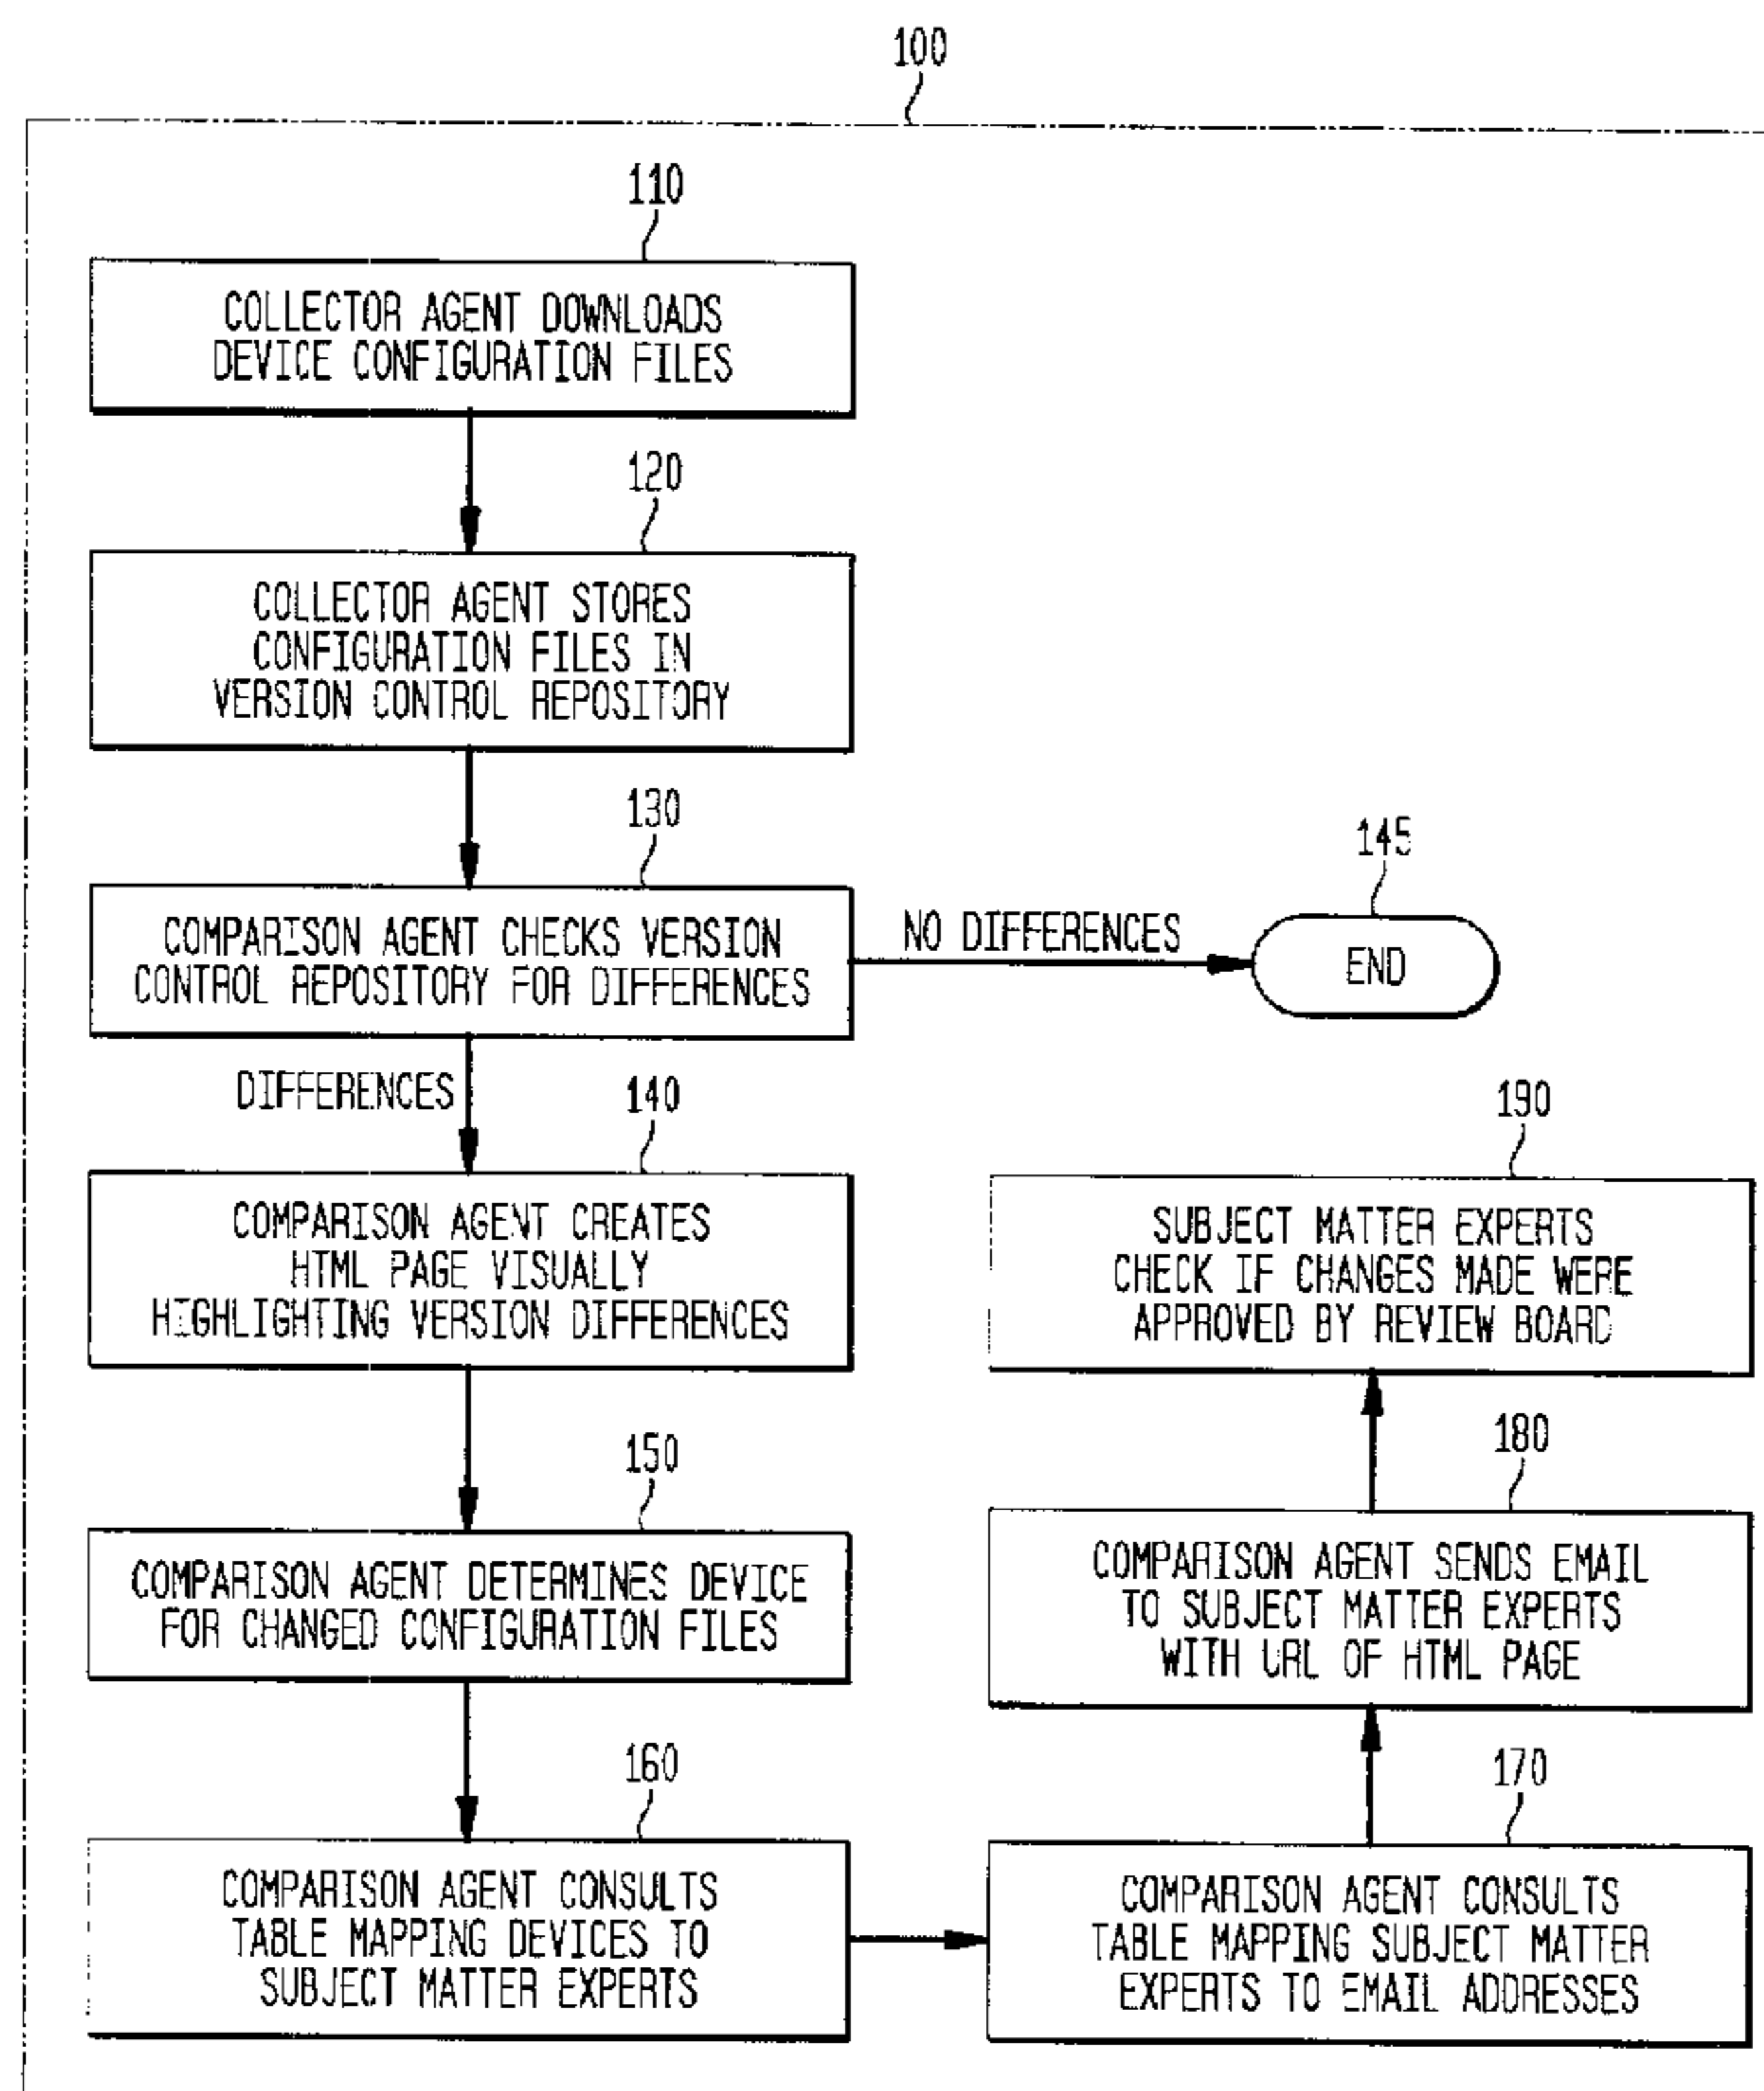 100
110
COLLECTOR AGENT DOWNLOADS
DEVICE CONFIGURATION FILES
120
COLLECTOR AGENT STORES
CONFIGURATION FILES IN
VERSION CONTROL REPOSITORY
130
COMPARISON AGENT CHECKS VERSION
CONTROL REPOSITORY FOR DIFFERENCES
NO DIFFERENCES
145
END
DIFFERENCES
140
COMPARISON AGENT CREATES
HTML PAGE VISUALLY
HIGHLIGHTING VERSION DIFFERENCES
150
COMPARISON AGENT DETERMINES DEVICE
FOR CHANGED CONFIGURATION FILES
160
COMPARISON AGENT CONSULTS
TABLE MAPPING DEVICES TO
SUBJECT MATTER EXPERTS
170
COMPARISON AGENT CONSULTS
TABLE MAPPING SUBJECT MATTER
EXPERTS TO EMAIL ADDRESSES
180
COMPARISON AGENT SENDS EMAIL
TO SUBJECT MATTER EXPERTS
WITH URL OF HTML PAGE
190
SUBJECT MATTER EXPERTS
CHECK IF CHANGES MADE WERE
APPROVED BY REVIEW BOARD